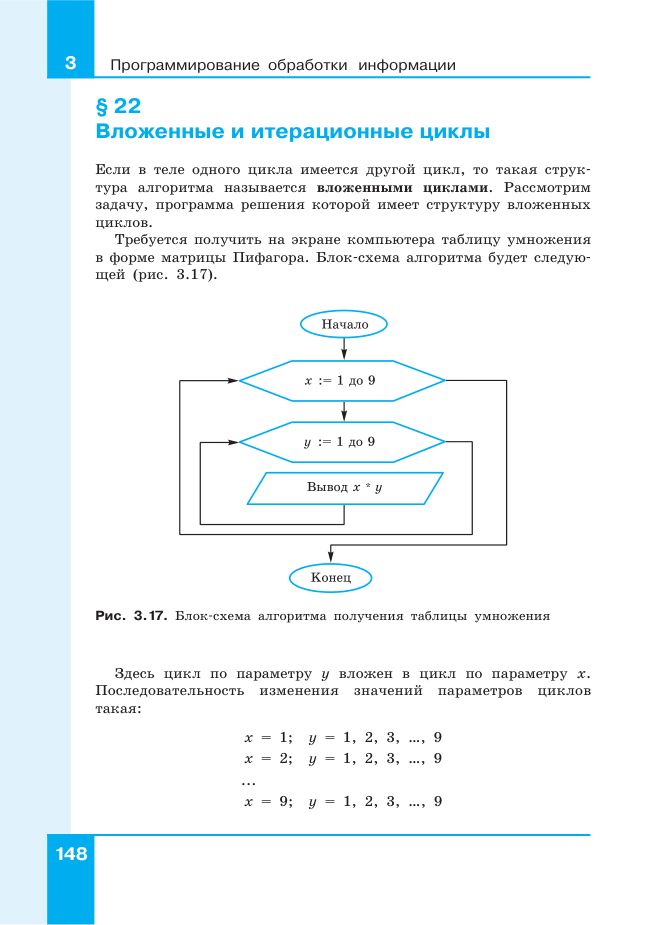 3 Программирование обработки информации
§ 22
Вложенные и итерационные циклы
Если в теле одного цикла имеется другой цикл, то такая струк-
тура алгоритма называется вложенными циклами. Рассмотрим
задачу, программа решения которой имеет структуру вложенных
циклов.
Требуется получить на экране компьютера таблицу умножения
в форме матрицы Пифагора. Блок-схема алгоритма будет следую-
щей (рис. 3.17).
Начало
x := 1 до 9
y := 1 до 9
Вывод x * y
Конец
Рис. 3.17. Блок-схема алгоритма получения таблицы умножения
Здесь цикл по параметру y вложен в цикл по параметру x.
Последовательность изменения значений параметров циклов
такая:
x = 1; y = 1, 2, 3, ..., 9
x = 2; y = 1, 2, 3, ..., 9
...
x = 9; y = 1, 2, 3, ..., 9
148